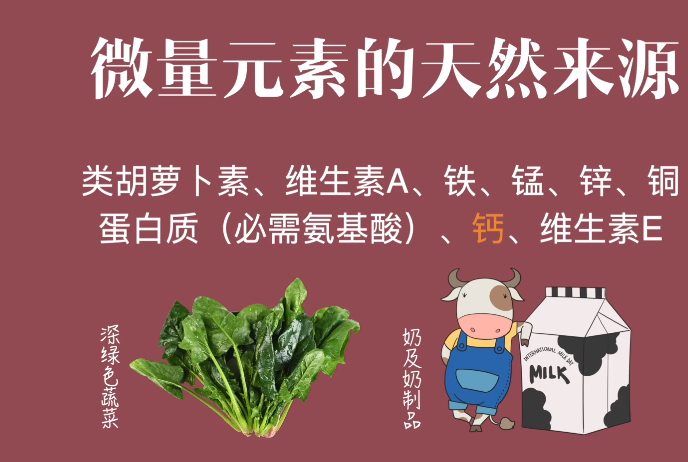 微量元素的天然来源
类胡萝卜素、维生素A、铁、锰、锌、铜
蛋白质（必需氨基酸）、钙、维生素E
深绿色蔬菜
奶及奶制品
INTERNATIONAL MILK DAY
MILK